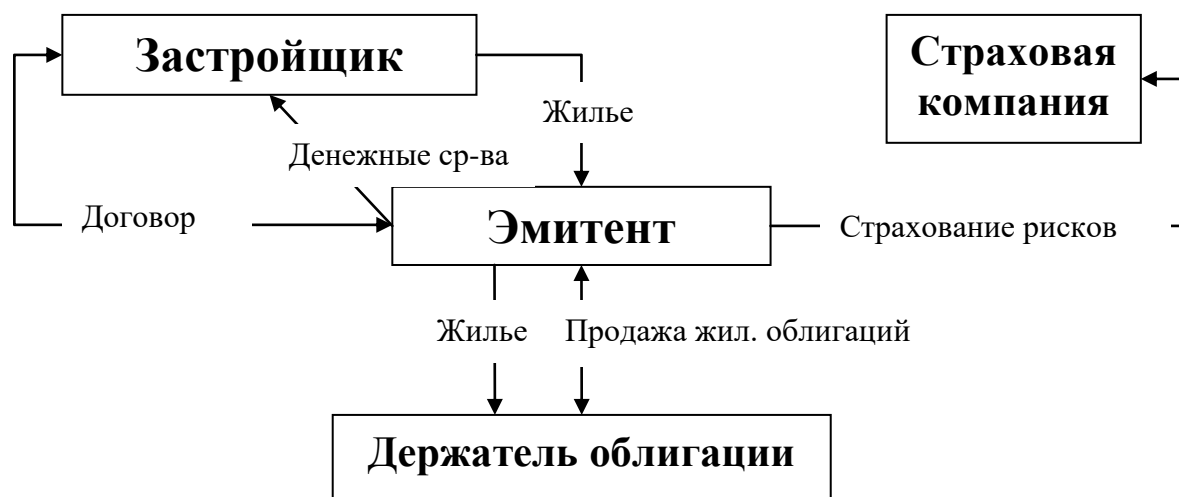 Застройщик
Страховая
компания
Жилье
Денежные ср-ва
Договор
Эмитент
Страхование рисков
Жилье
Продажа жил. облигаций
Держатель облигации